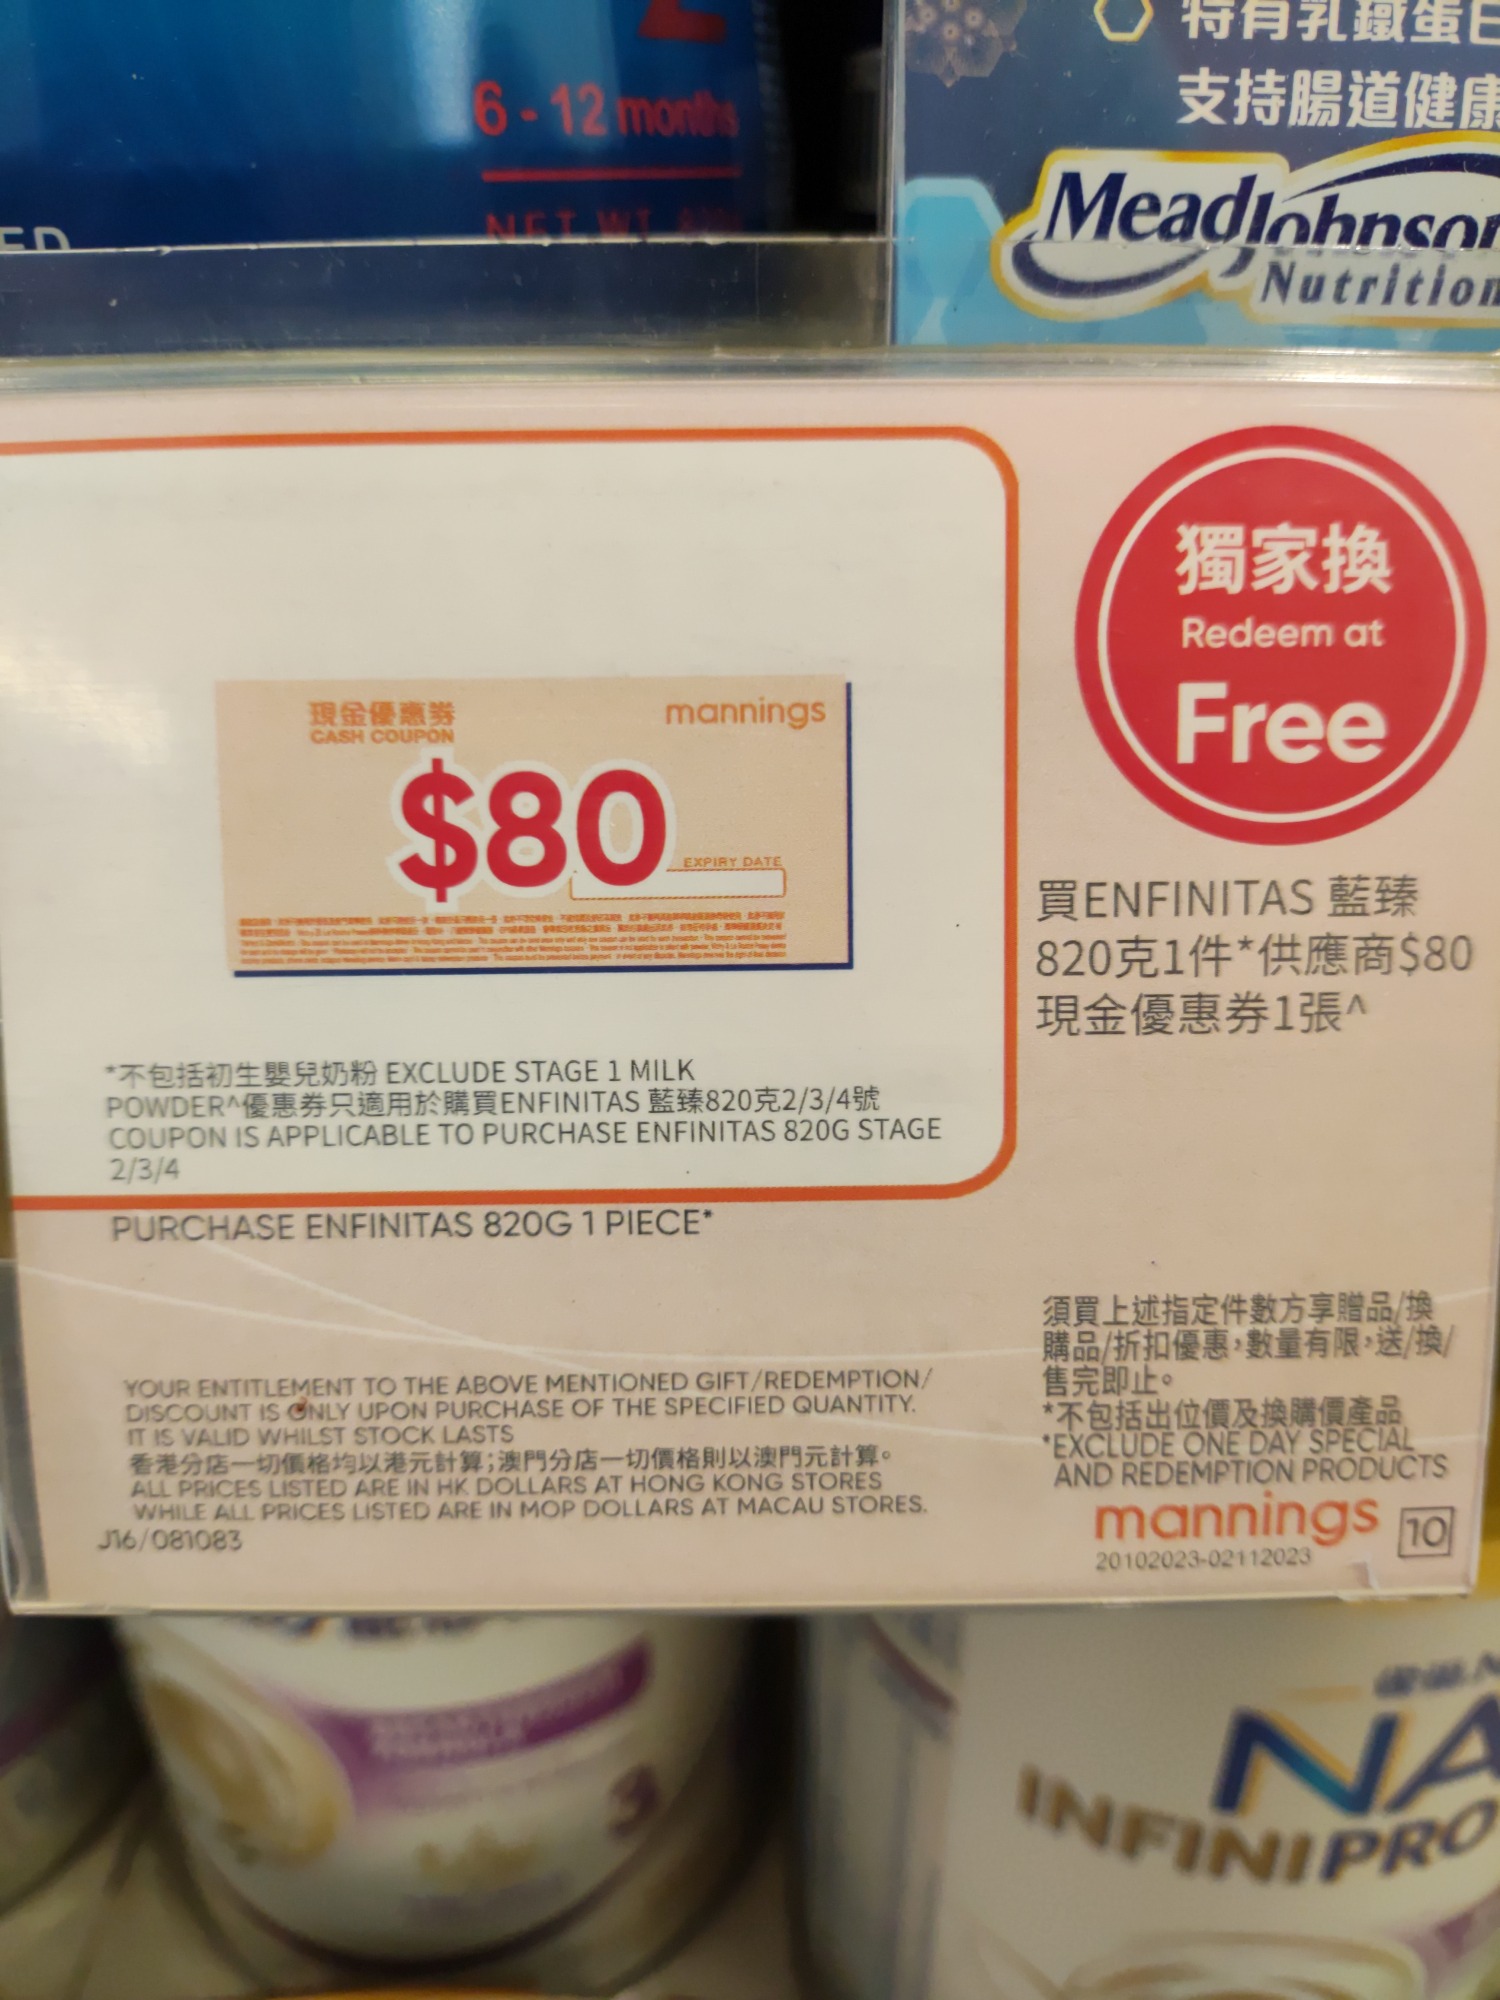 6 - 12 months
NET WT
ED
特有乳鐵蛋白
支持腸道健康
MeadJohnson
Nutrition
獨家換
Redeem at
Free
現金優惠券
CASH COUPON
mannings
$80
EXPIRY DATE
買ENFINITAS 藍臻
820克1件*供應商$80
現金優惠券1張^
*不包括初生嬰兒奶粉 EXCLUDE STAGE 1 MILK
POWDER^優惠券只適用於購買ENFINITAS 藍臻820克2/3/4號
COUPON IS APPLICABLE TO PURCHASE ENFINITAS 820G STAGE
2/3/4
PURCHASE ENFINITAS 820G 1 PIECE*
YOUR ENTITLEMENT TO THE ABOVE MENTIONED GIFT/REDEMPTION/
DISCOUNT IS ONLY UPON PURCHASE OF THE SPECIFIED QUANTITY.
IT IS VALID WHILST STOCK LASTS
香港分店一切價格均以港元計算;澳門分店一切價格則以澳門元計算。
ALL PRICES LISTED ARE IN HK DOLLARS AT HONG KONG STORES
WHILE ALL PRICES LISTED ARE IN MOP DOLLARS AT MACAU STORES.
J16/081083
須買上述指定件數方享贈品/換
購品/折扣優惠，數量有限，送/換/
售完即止。
*不包括出位價及換購價產品
*EXCLUDE ONE DAY SPECIAL
AND REDEMPTION PRODUCTS
mannings 10
20102023-02112023
3
NA
INFINIPRO